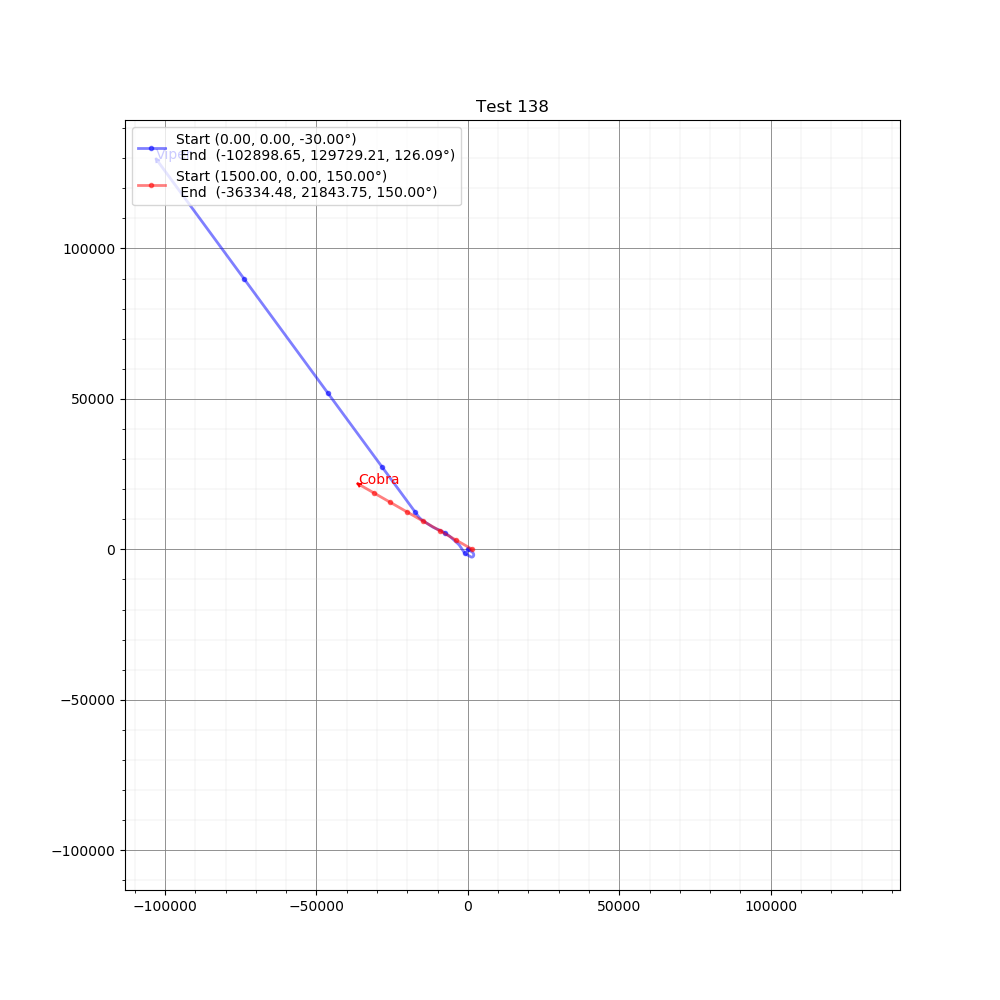 Test 138
Start (0.00, 0.00, -30.00°)
End (-102898.65, 129729.21, 126.09°)
Start (1500.00, 0.00, 150.00°)
End (-36334.48, 21843.75, 150.00°)
Viper
Cobra
100000
50000
0
−50000
−100000
−100000
−50000
0
50000
100000